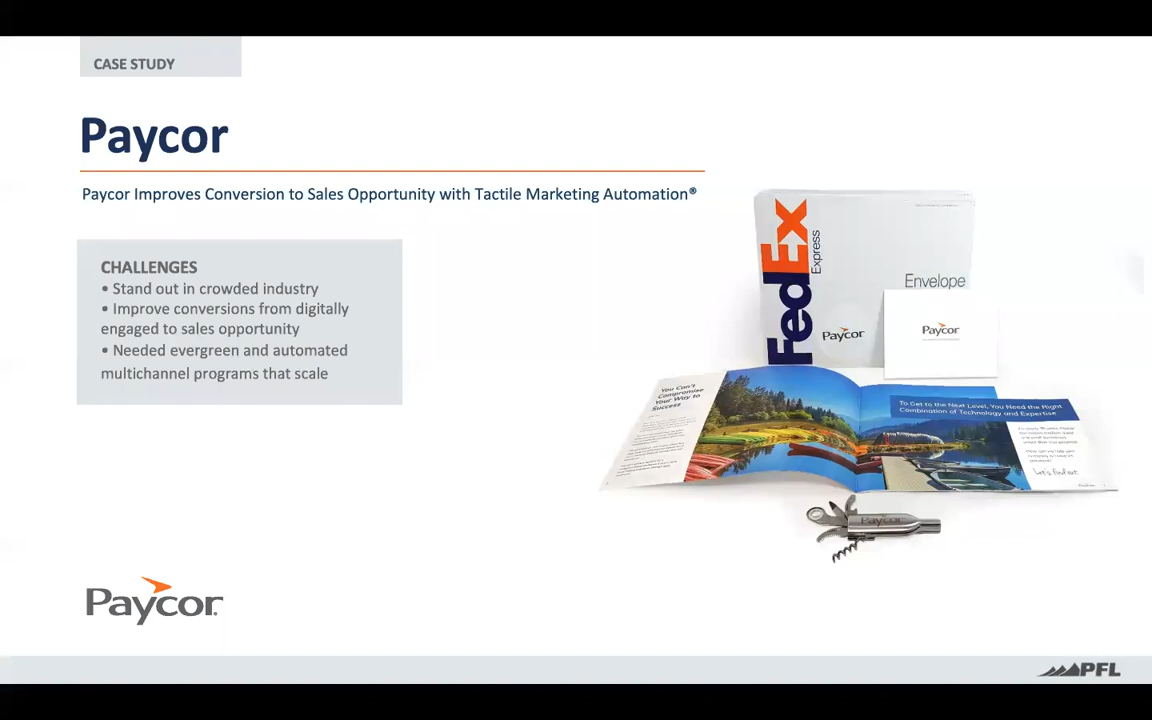 CASE STUDY
Paycor
Paycor Improves Conversion to Sales Opportunity with Tactile Marketing Automation®
CHALLENGES
• Stand out in crowded industry
• Improve conversions from digitally
engaged to sales opportunity
• Needed evergreen and automated
multichannel programs that scale
FedEx
Express
Envelope
Paycor
Paycor
You Can't
Compromise
Your Way to
Success
To Get to the Next Level, You Need the Right
Combination of Technology and Expertise
Let's find out
Paycor
Paycor
PFL